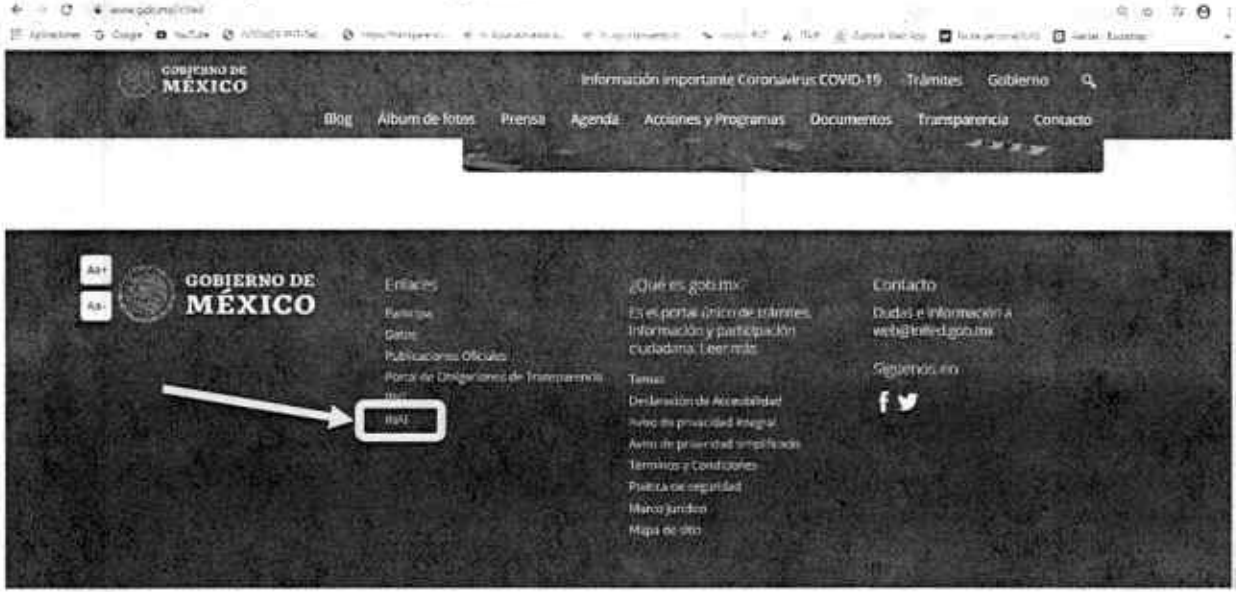 www.gob.mx/inifed
Aplicaciones Google YouTube
GOBIERNO DE
MÉXICO
Información importante Coronavirus COVID-19 Trámites Gobierno
Blog Álbum de fotos Prensa Agenda Acciones y Programas Documentos Transparencia Contacto
Aa+
Aa-
GOBIERNO DE
MÉXICO
Enlaces
Participa
Datos
Publicaciones Oficiales
Portal de Obligaciones de Transparencia
INAI
¿Qué es gob.mx?
Es el portal único de trámites,
información y participación
ciudadana. Leer más
Temas
Declaración de Accesibilidad
Aviso de privacidad integral
Aviso de privacidad simplificado
Términos y Condiciones
Política de seguridad
Marco Jurídico
Mapa de sitio
Contacto
Dudas e información a
web@inifed.gob.mx
Síguenos en